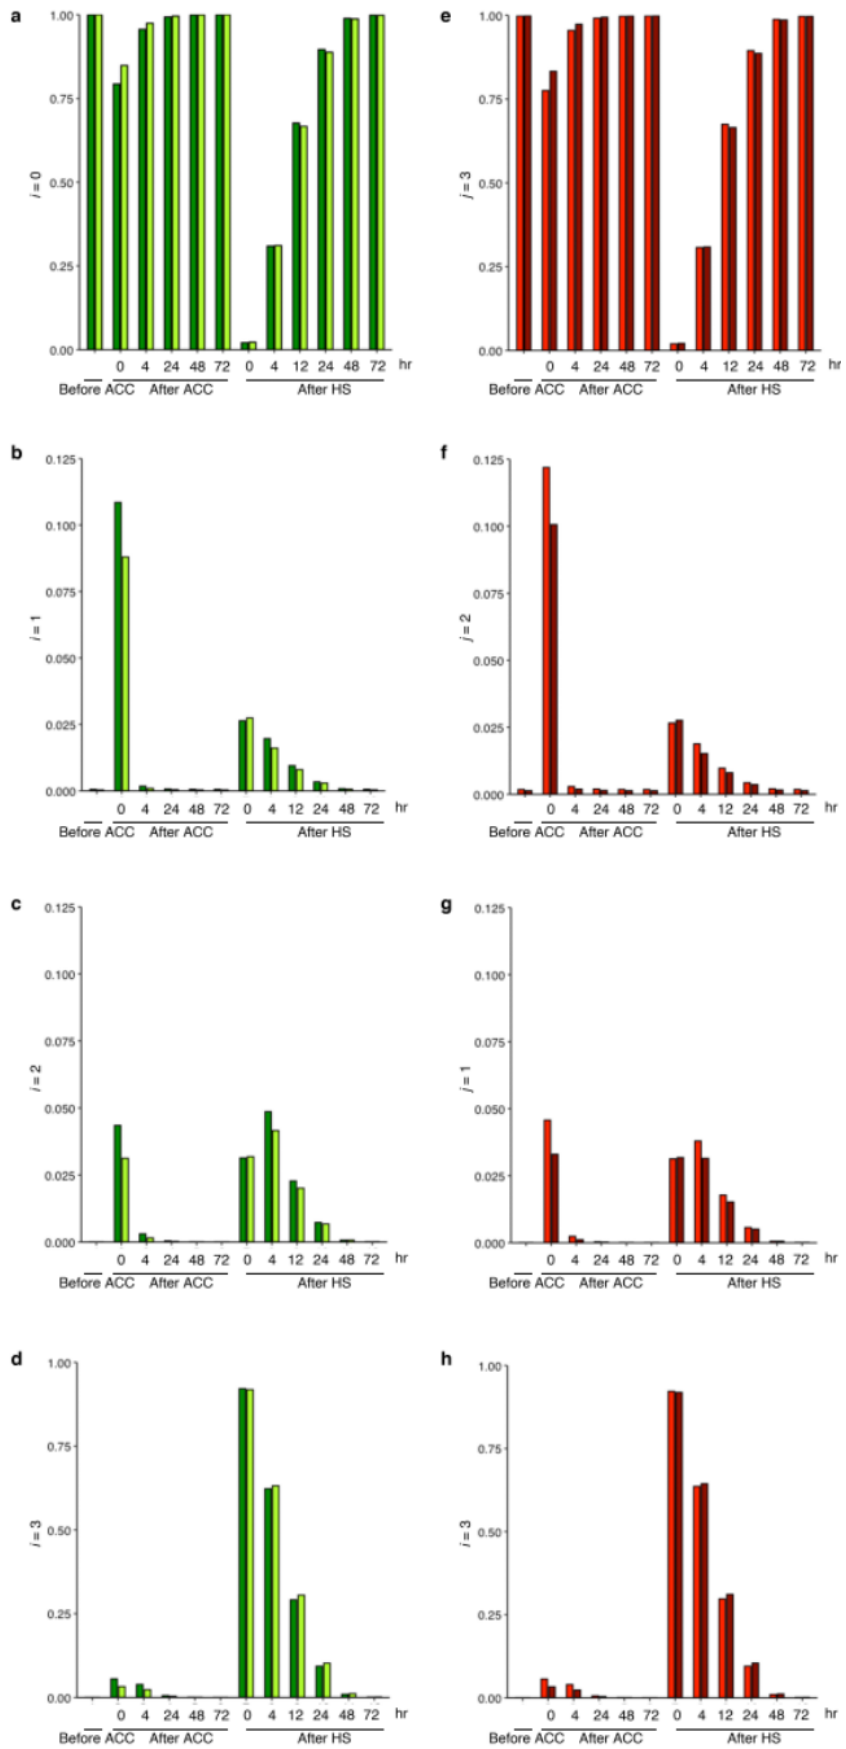 a
1.00
0.75
0.50
0.25
0.00
i = 0
0 4 24 48 72 0 4 12 24 48 72 hr
Before ACC After ACC After HS
e
1.00
0.75
0.50
0.25
0.00
j = 3
0 4 24 48 72 0 4 12 24 48 72 hr
Before ACC After ACC After HS
b
0.125
0.100
0.075
0.050
0.025
0.000
i = 1
0 4 24 48 72 0 4 12 24 48 72 hr
Before ACC After ACC After HS
f
0.125
0.100
0.075
0.050
0.025
0.000
j = 2
0 4 24 48 72 0 4 12 24 48 72 hr
Before ACC After ACC After HS
c
0.125
0.100
0.075
0.050
0.025
0.000
i = 2
0 4 24 48 72 0 4 12 24 48 72 hr
Before ACC After ACC After HS
g
0.125
0.100
0.075
0.050
0.025
0.000
j = 1
0 4 24 48 72 0 4 12 24 48 72 hr
Before ACC After ACC After HS
d
1.00
0.75
0.50
0.25
0.00
i = 3
0 4 24 48 72 0 4 12 24 48 72 hr
Before ACC After ACC After HS
h
1.00
0.75
0.50
0.25
0.00
i = 3
0 4 24 48 72 0 4 12 24 48 72 hr
Before ACC After ACC After HS